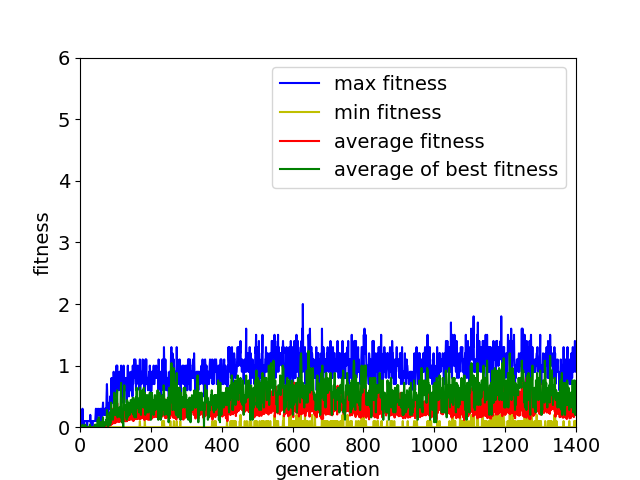 max fitness
min fitness
average fitness
average of best fitness
fitness
6
5
4
3
2
1
0
0 200 400 600 800 1000 1200 1400
generation